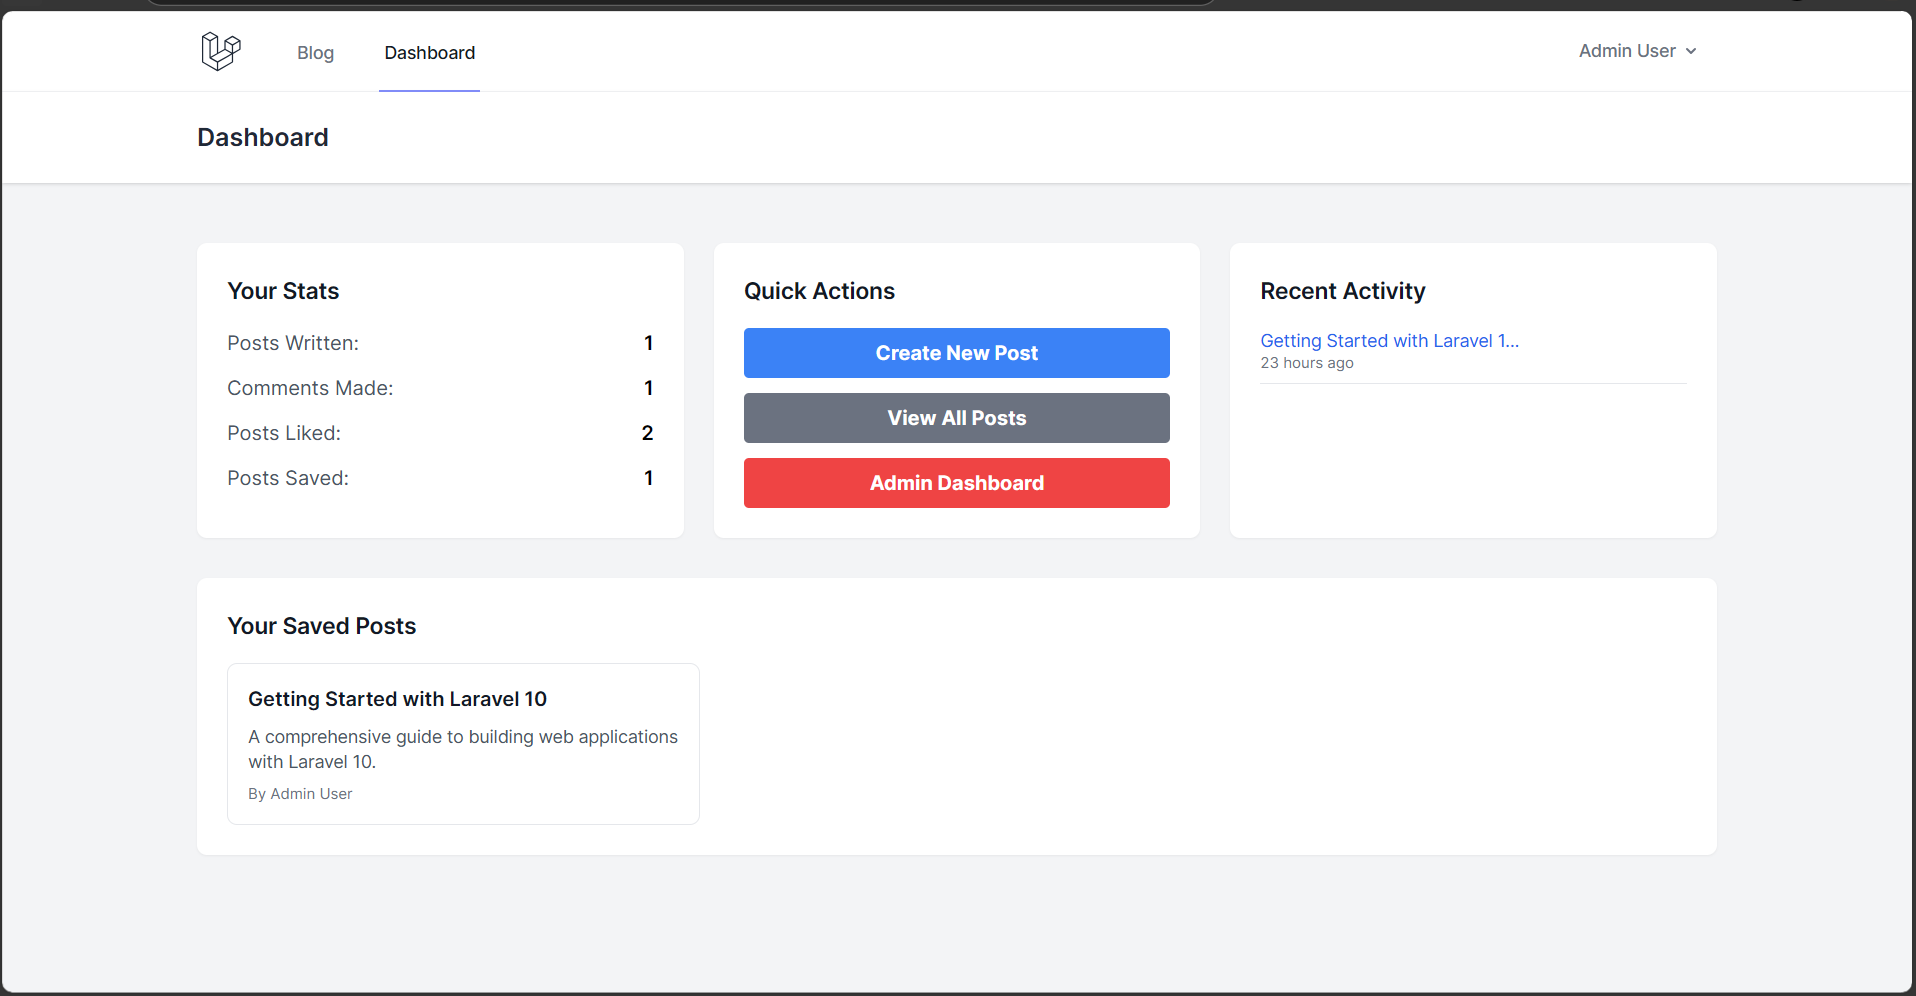 Blog
Dashboard
Admin User
Dashboard
Your Stats
Posts Written: 1
Comments Made: 1
Posts Liked: 2
Posts Saved: 1
Quick Actions
Create New Post
View All Posts
Admin Dashboard
Recent Activity
Getting Started with Laravel 1...
23 hours ago
Your Saved Posts
Getting Started with Laravel 10
A comprehensive guide to building web applications
with Laravel 10.
By Admin User